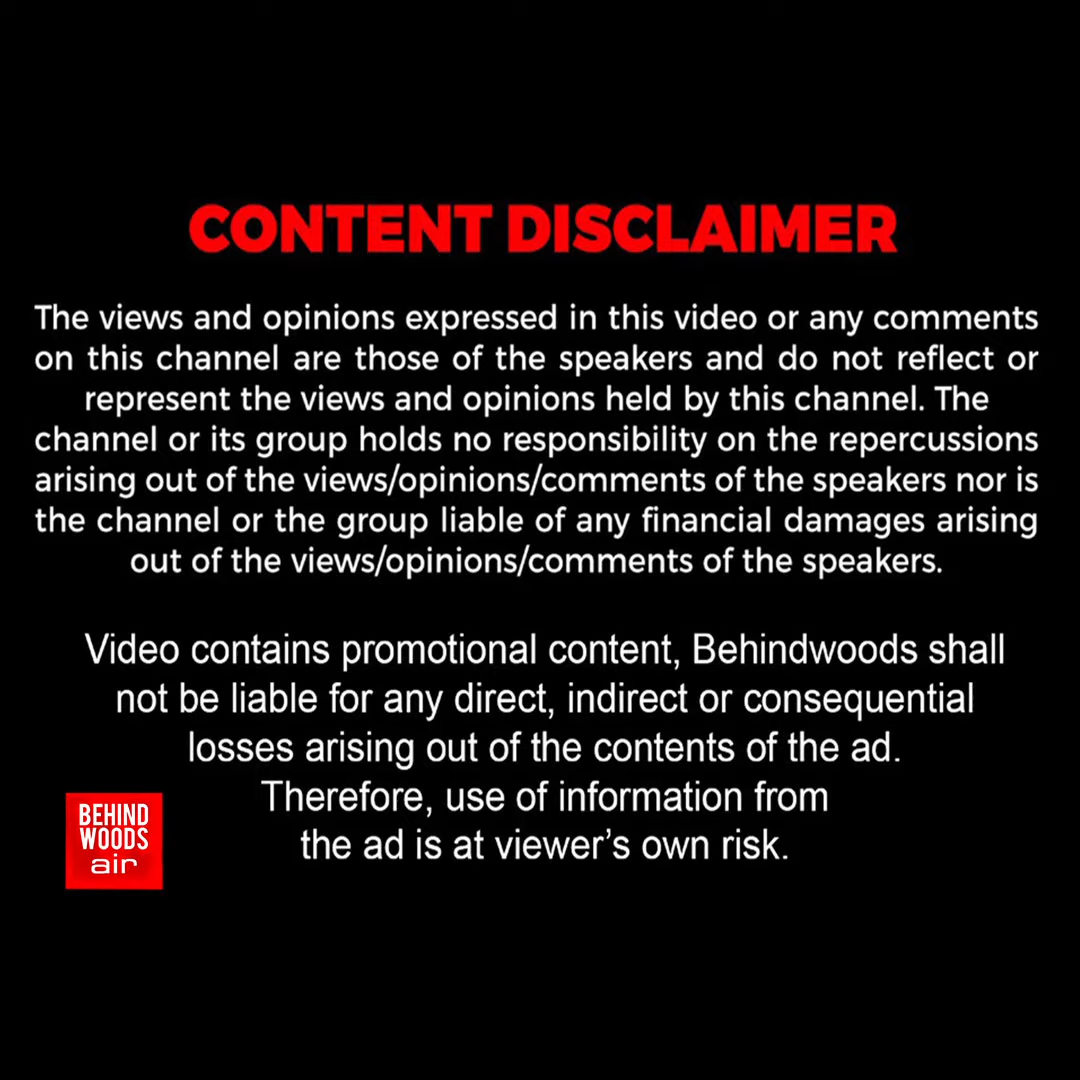 CONTENT DISCLAIMER
The views and opinions expressed in this video or any comments
on this channel are those of the speakers and do not reflect or
represent the views and opinions held by this channel. The
channel or its group holds no responsibility on the repercussions
arising out of the views/opinions/comments of the speakers nor is
the channel or the group liable of any financial damages arising
out of the views/opinions/comments of the speakers.
Video contains promotional content, Behindwoods shall
not be liable for any direct, indirect or consequential
losses arising out of the contents of the ad.
Therefore, use of information from
the ad is at viewer’s own risk.
BEHIND
WOODS
air